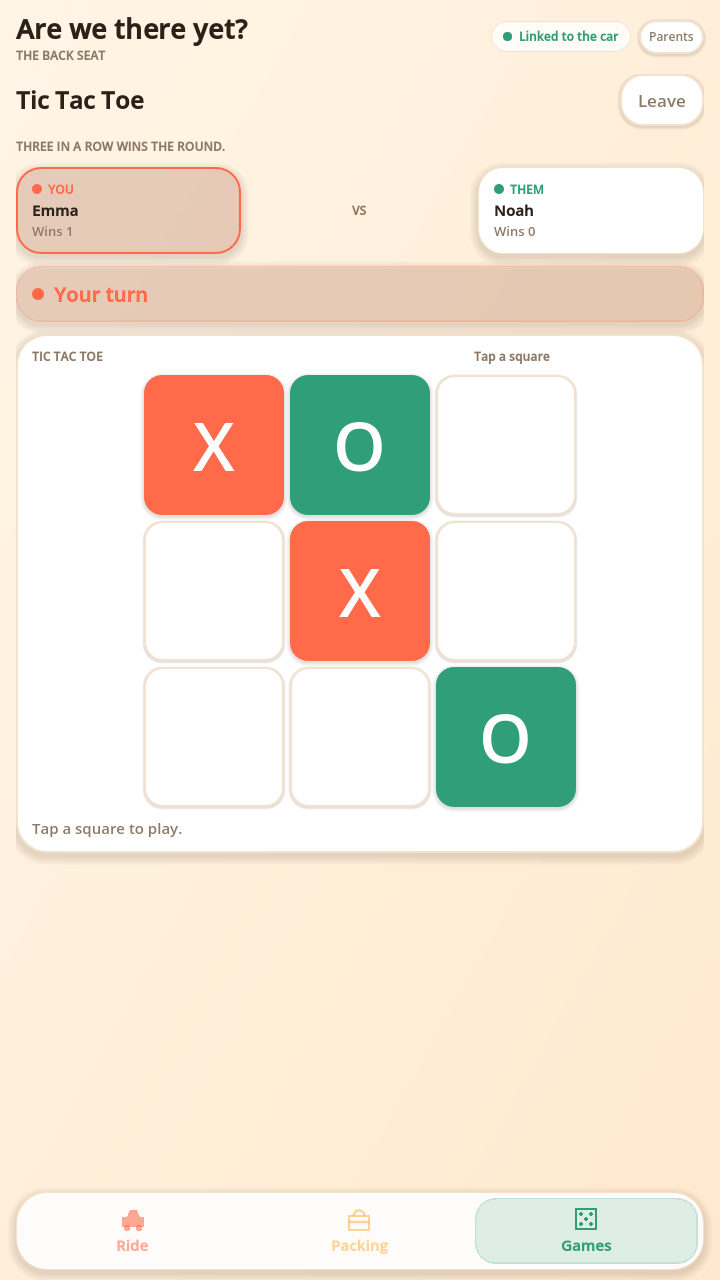 Are we there yet?
THE BACK SEAT
Linked to the car
Parents
Tic Tac Toe
Leave
THREE IN A ROW WINS THE ROUND.
YOU
Emma
Wins 1
VS
THEM
Noah
Wins 0
Your turn
TIC TAC TOE
Tap a square
X O
X
O
Tap a square to play.
Ride
Packing
Games